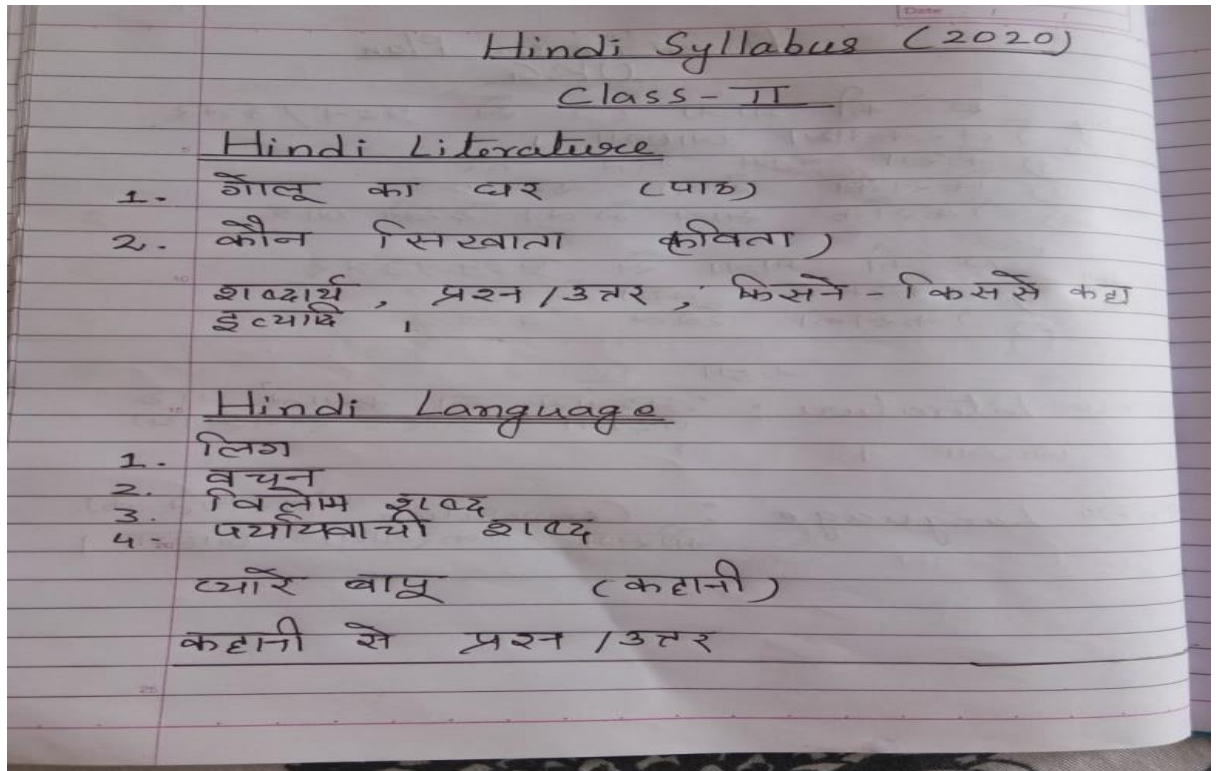 Date / /
Hindi Syllabus (2020)
Class - II
Hindi Literature
1. गोलू का घर (पाठ)
2. कौन सिखाता (कविता)
शब्दार्थ, प्रश्न / उत्तर, किसने - किससे कहा
इत्यादि ।
Hindi Language
1. लिंग
2. वचन
3. विलोम शब्द
4. पर्यायवाची शब्द
प्यारे बापू (कहानी)
कहानी से प्रश्न / उत्तर